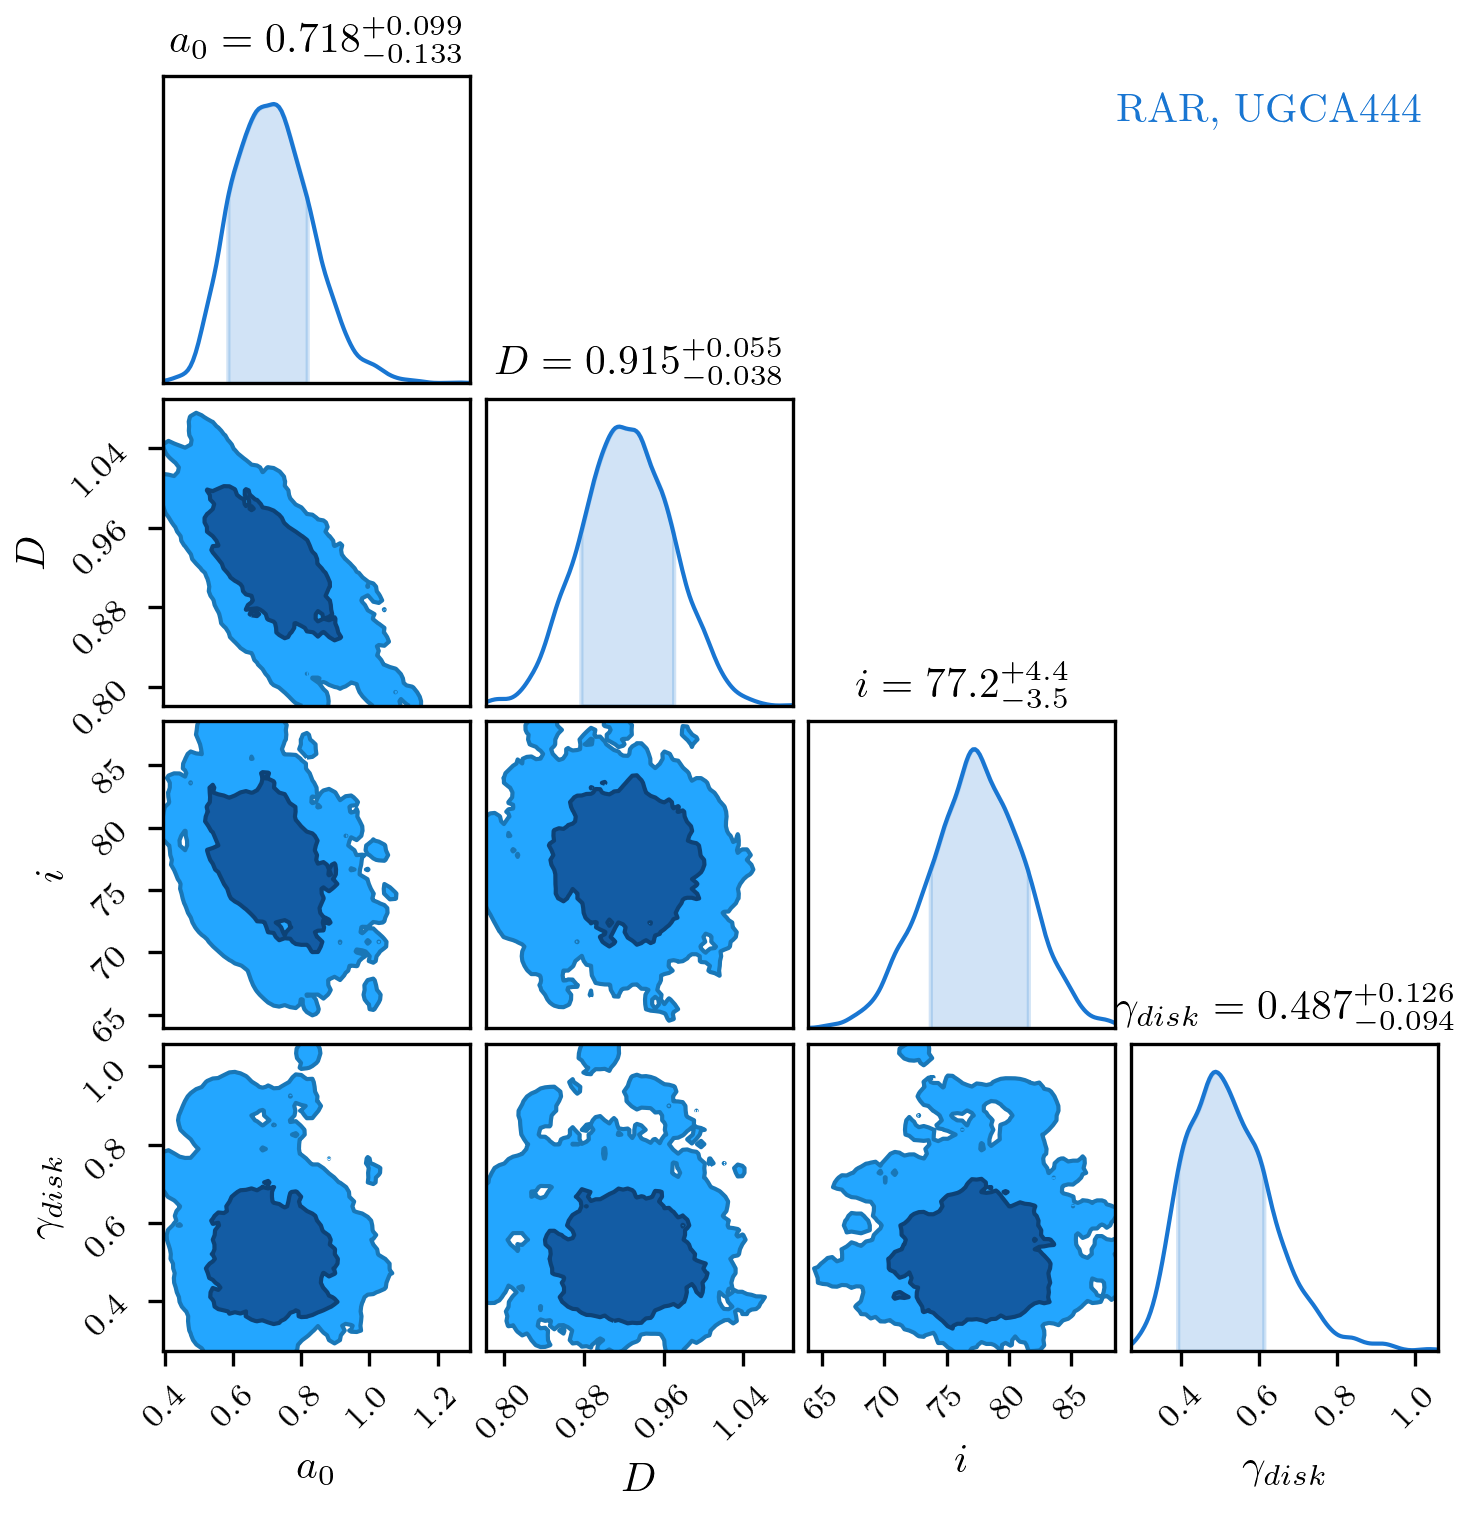 a_0 = 0.718^{+0.099}_{-0.133}
RAR, UGCA444
D = 0.915^{+0.055}_{-0.038}
1.04
0.96
0.88
0.80
D
i = 77.2^{+4.4}_{-3.5}
85
80
75
70
65
i
γ_{disk} = 0.487^{+0.126}_{-0.094}
1.0
0.8
0.6
0.4
γ_{disk}
0.4 0.6 0.8 1.0 1.2
0.80 0.88 0.96 1.04
65 70 75 80 85
0.4 0.6 0.8 1.0
a_0
D
i
γ_{disk}